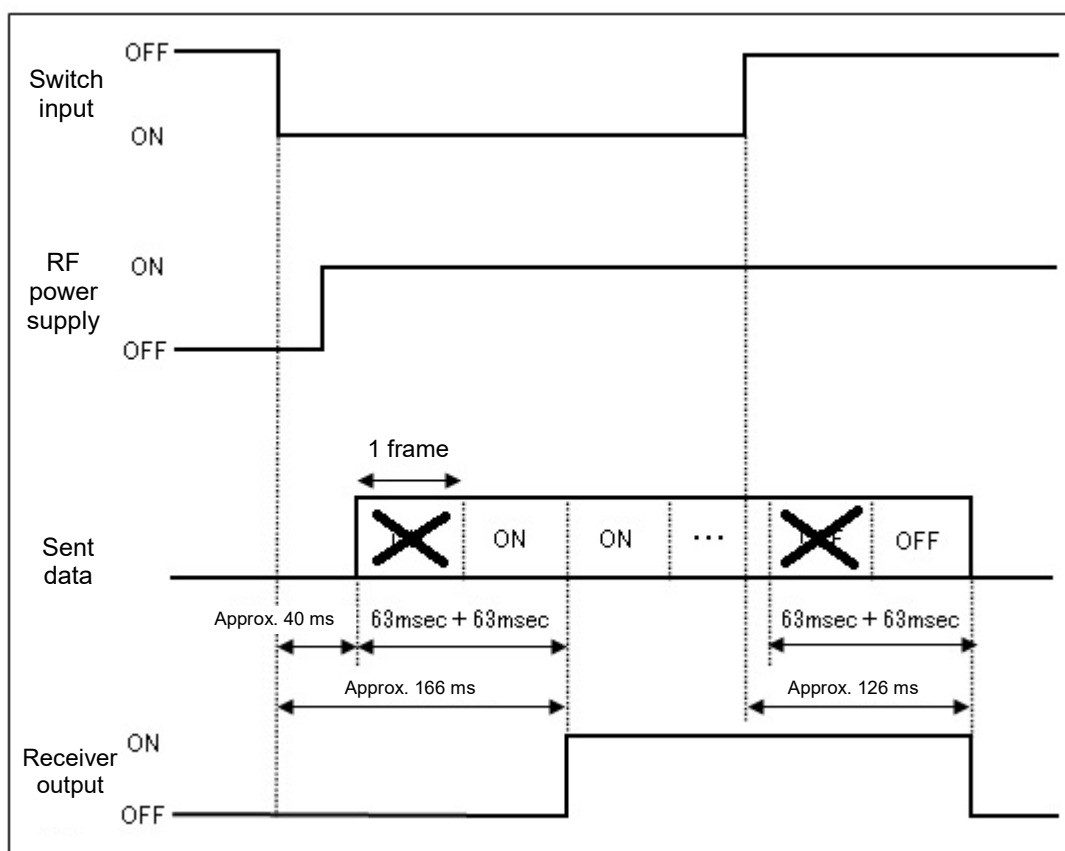 OFF
Switch
input
ON
RF
power
supply
ON
OFF
1 frame
Sent
data
ON
ON
...
OFF
Approx. 40 ms
63msec + 63msec
63msec + 63msec
Approx. 166 ms
Approx. 126 ms
Receiver
output
ON
OFF